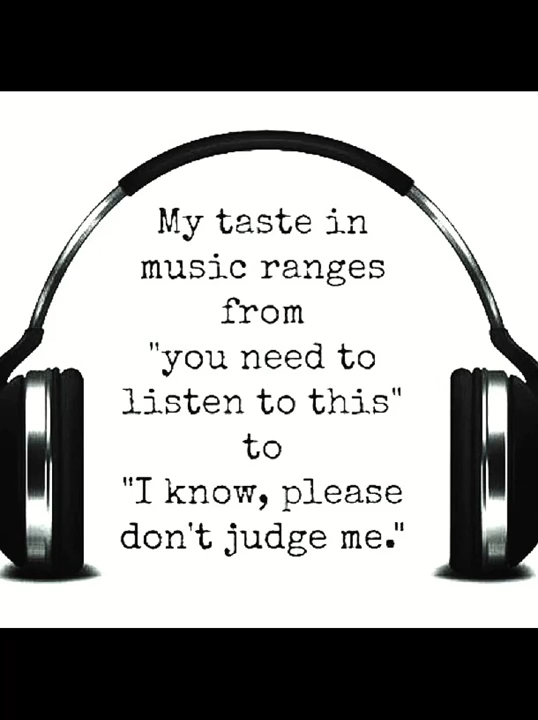 My taste in
music ranges
from
"you need to
listen to this"
to
"I know, please
don't judge me."